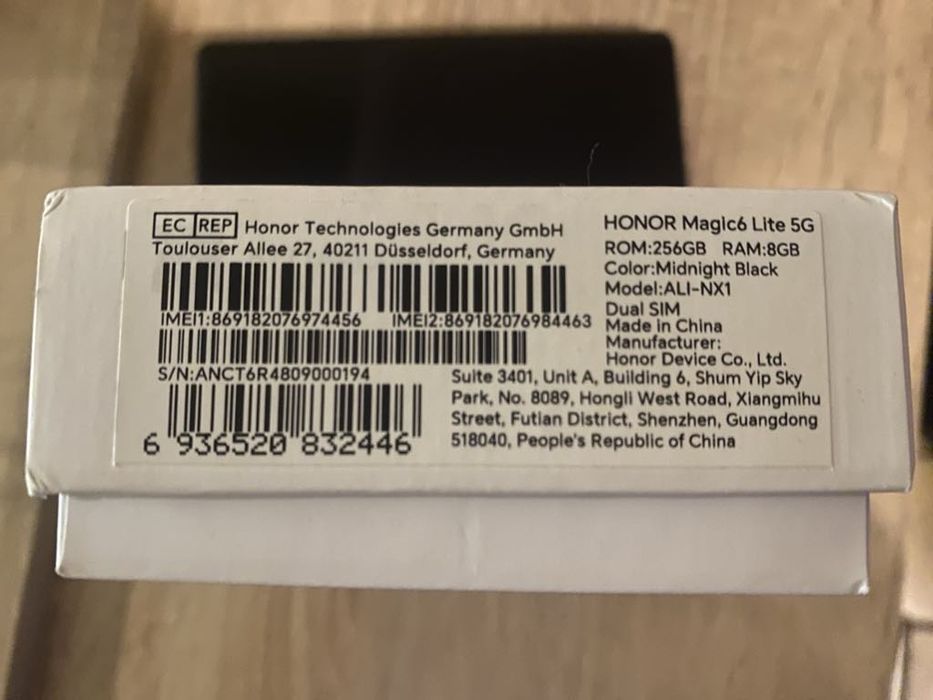 EC REP Honor Technologies Germany GmbH
Toulouser Allee 27, 40211 Düsseldorf, Germany
IMEI1:869182076974456 IMEI2:869182076984463
S/N:ANCT6R4809000194
6 936520 832446
HONOR Magic6 Lite 5G
ROM:256GB RAM:8GB
Color:Midnight Black
Model:ALI-NX1
Dual SIM
Made in China
Manufacturer:
Honor Device Co., Ltd.
Suite 3401, Unit A, Building 6, Shum Yip Sky
Park, No. 8089, Hongli West Road, Xiangmihu
Street, Futian District, Shenzhen, Guangdong
518040, People's Republic of China